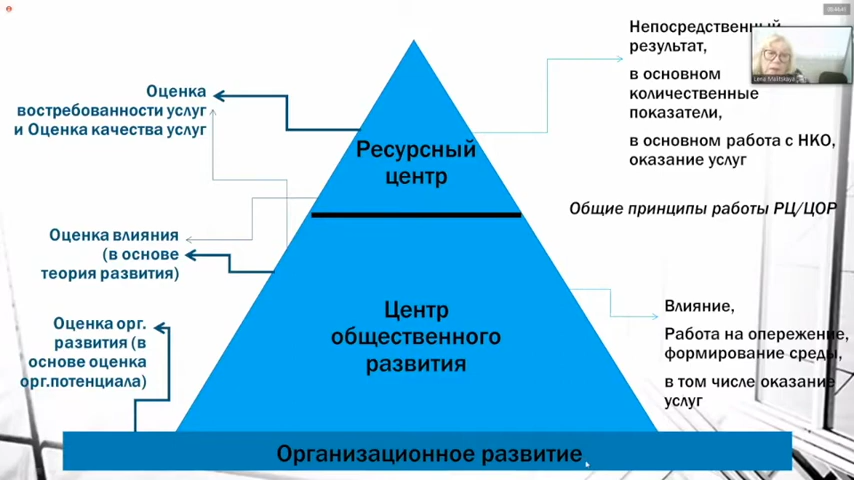 Непосредственный
результат,
в основном
количественные
показатели,
в основном работа с НКО,
оказание услуг
Оценка
востребованности услуг
и Оценка качества услуг
Ресурсный
центр
Общие принципы работы РЦ/ЦОР
Оценка влияния
(в основе
теория развития)
Центр
общественного
развития
Влияние,
Работа на опережение,
формирование среды,
в том числе оказание
услуг
Оценка орг.
развития (в
основе оценка
орг.потенциала)
Организационное развитие